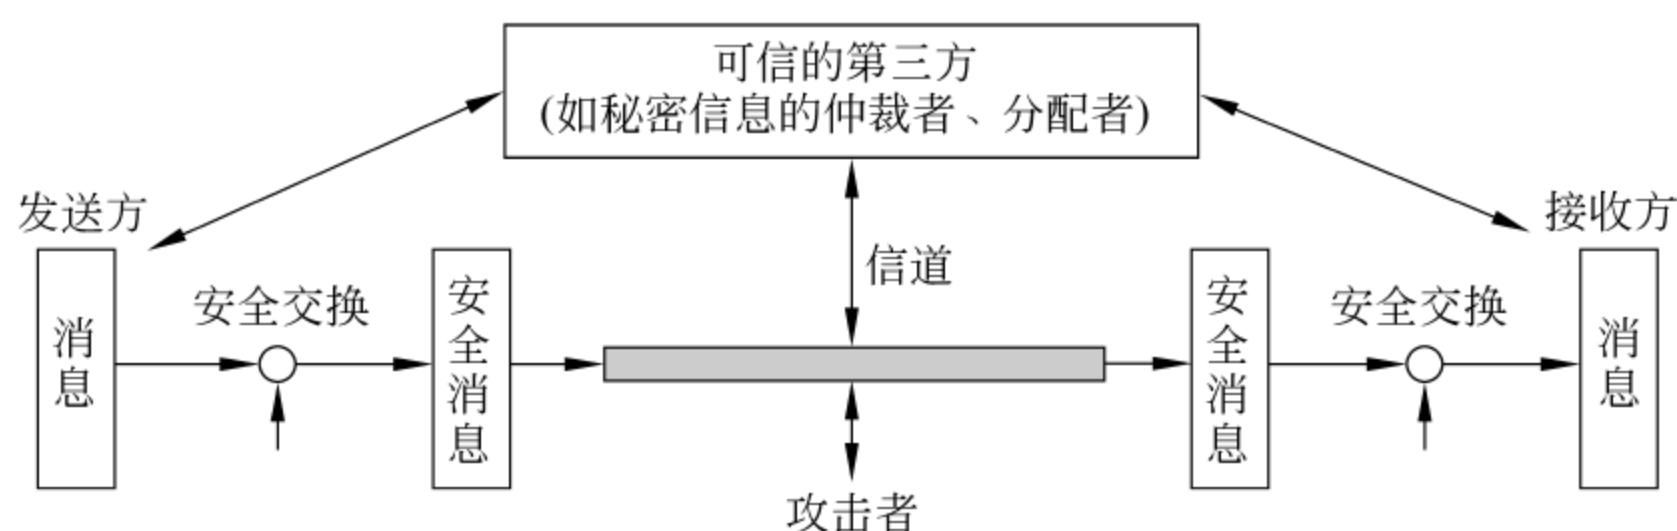 可信的第三方
(如秘密信息的仲裁者、分配者)
发送方
接收方
信道
安全交换
安全交换
消息
安全消息
安全消息
消息
攻击者